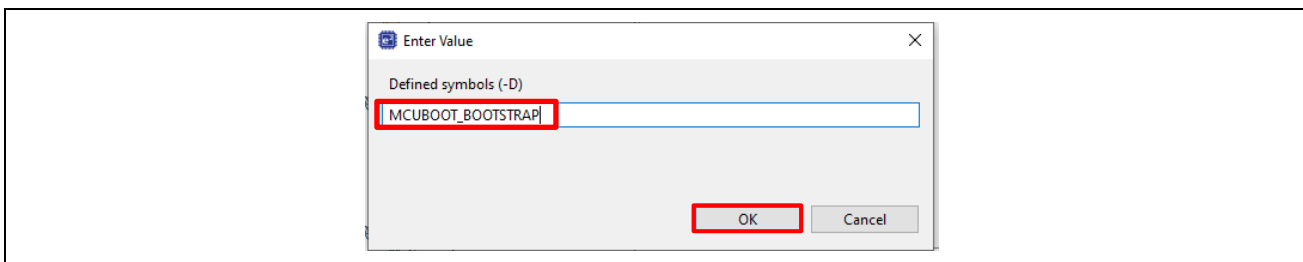 Enter Value
Defined symbols (-D)
MCUBOOT_BOOTSTRAP
OK Cancel